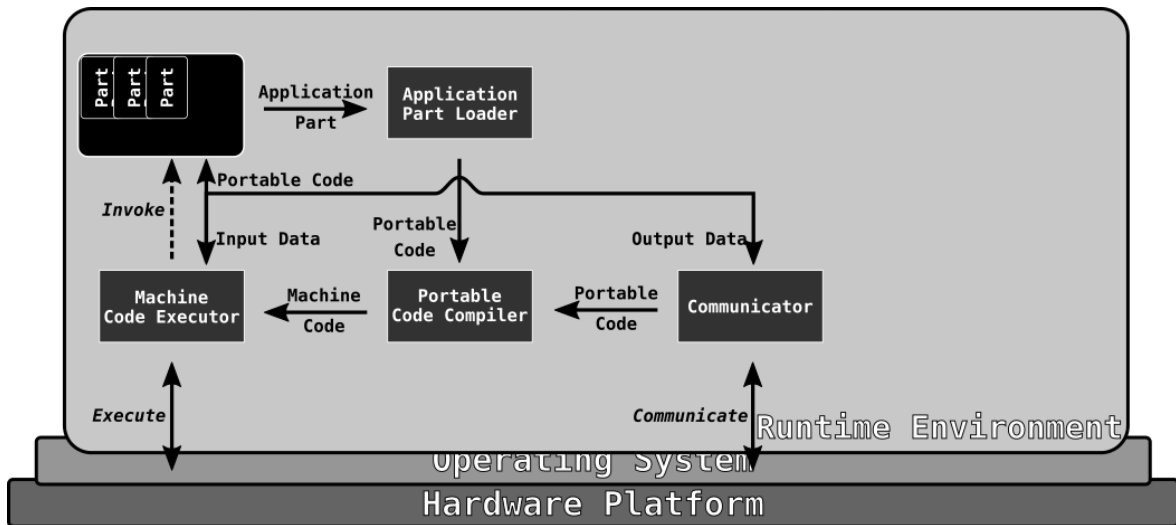 Part
Part
Part
Application
Part
Application
Part Loader
Portable Code
Invoke
Input Data
Portable
Code
Output Data
Machine
Code Executor
Machine
Code
Portable
Code Compiler
Portable
Code
Communicator
Execute
Communicate
Runtime Environment
Operating System
Hardware Platform